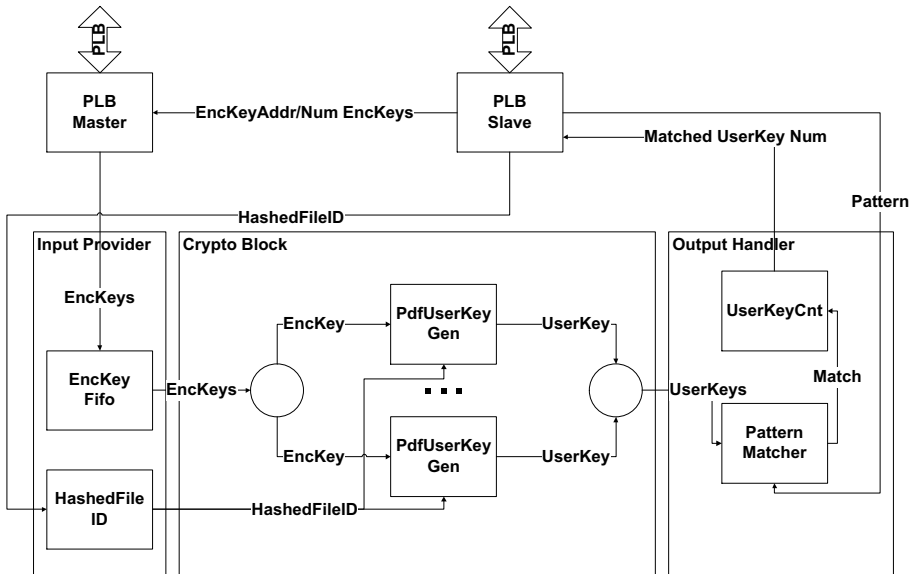 PLB
PLB
PLB
Master
EncKeyAddr/Num EncKeys
PLB
Slave
Matched UserKey Num
Pattern
HashedFileID
Input Provider
Crypto Block
Output Handler
EncKeys
EncKey
PdfUserKey
Gen
UserKey
UserKeyCnt
EncKey
Fifo
EncKeys
...
UserKeys
Match
EncKey
PdfUserKey
Gen
UserKey
Pattern
Matcher
HashedFile
ID
HashedFileID